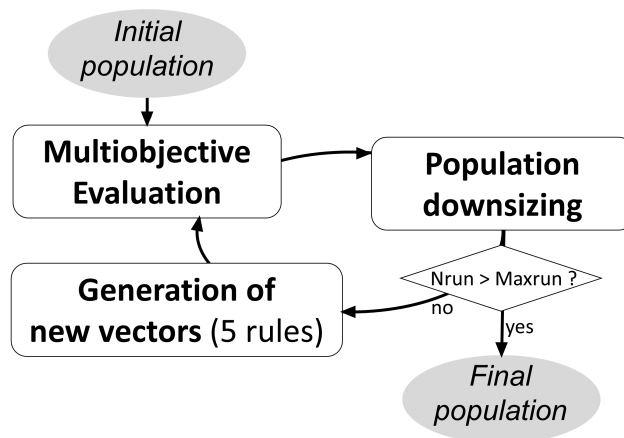 Initial
population
Multiobjective
Evaluation
Population
downsizing
Nrun > Maxrun ?
no
yes
Generation of
new vectors (5 rules)
Final
population